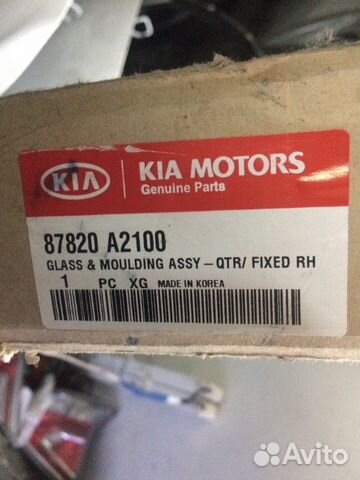 KIA
KIA MOTORS
Genuine Parts
87820 A2100
GLASS & MOULDING ASSY-QTR/ FIXED RH
1 PC XG MADE IN KOREA
Avito